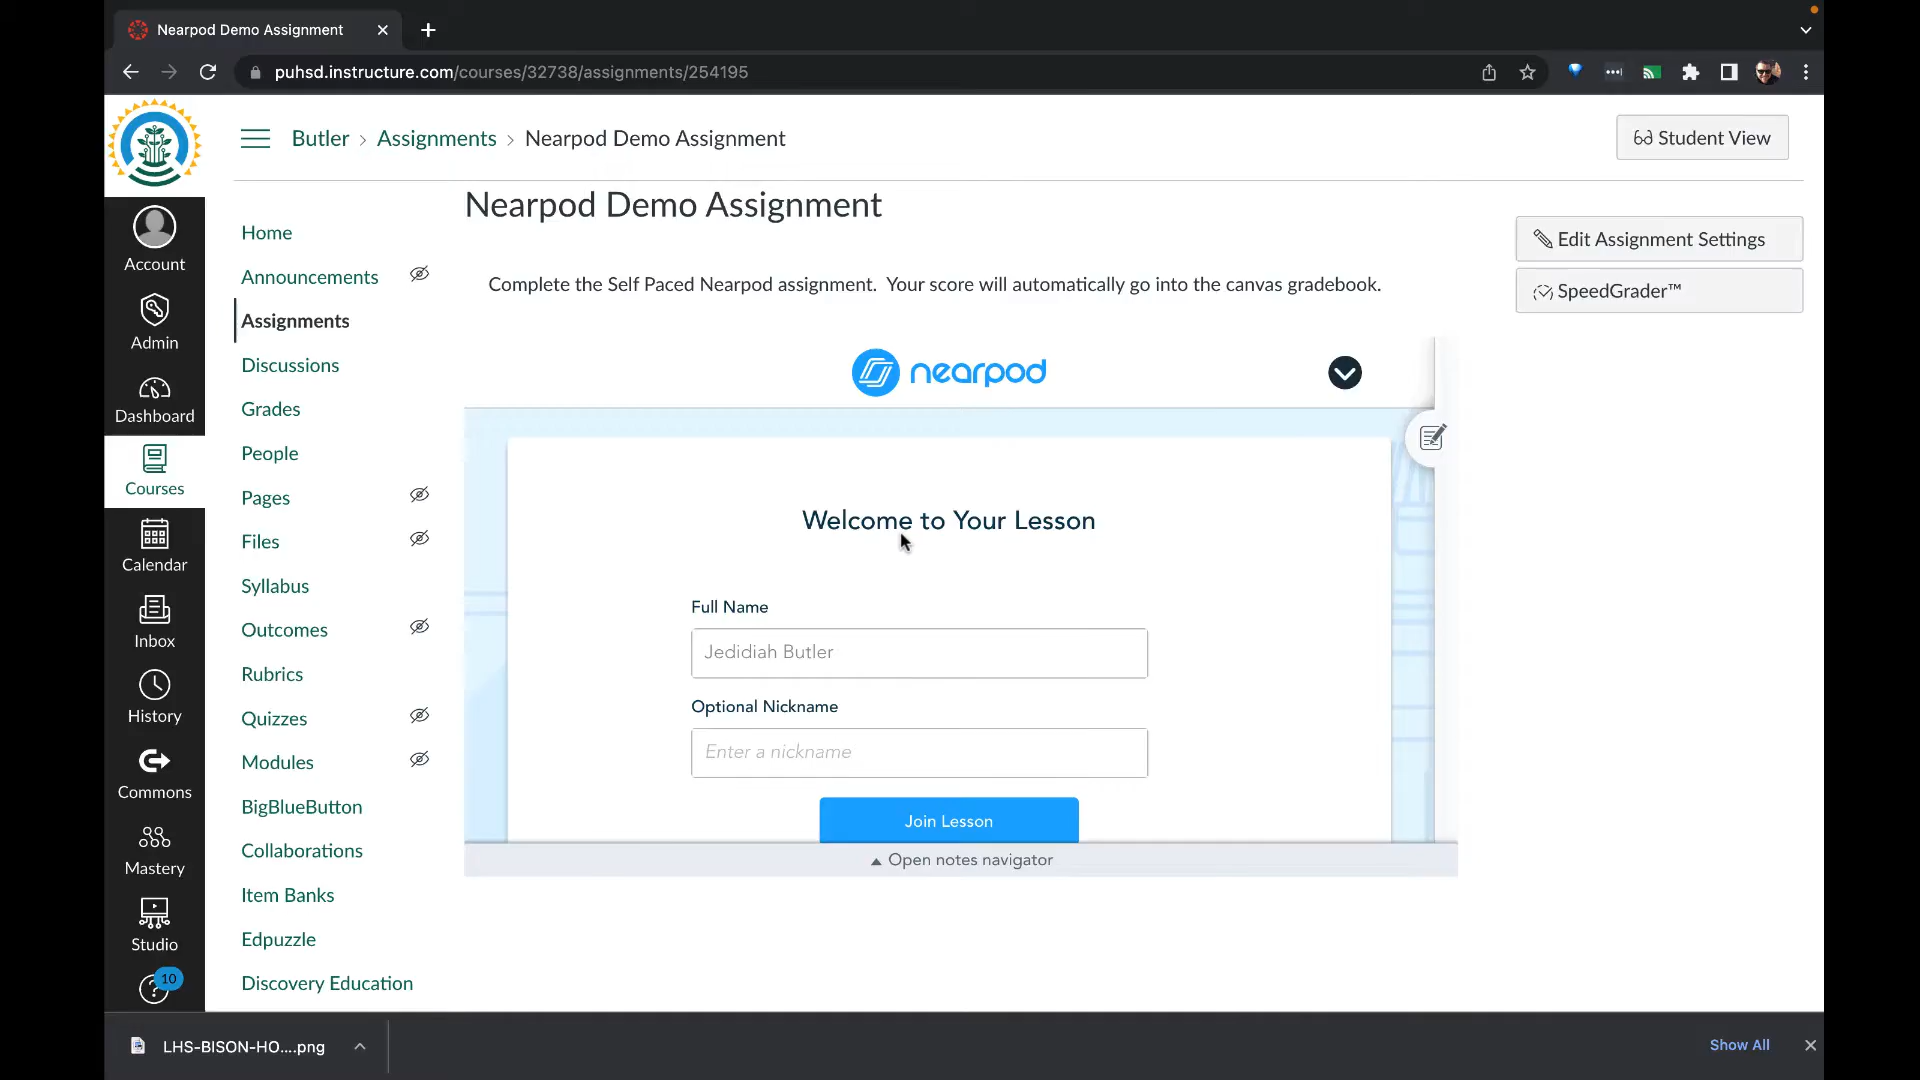 Nearpod Demo Assignment
puhsd.instructure.com/courses/32738/assignments/254195
Butler > Assignments > Nearpod Demo Assignment
Student View
Account
Admin
Dashboard
Courses
Calendar
Inbox
History
Commons
Mastery
Studio
10
Home
Announcements
Assignments
Discussions
Grades
People
Pages
Files
Syllabus
Outcomes
Rubrics
Quizzes
Modules
BigBlueButton
Collaborations
Item Banks
Edpuzzle
Discovery Education
Nearpod Demo Assignment
Complete the Self Paced Nearpod assignment.  Your score will automatically go into the canvas gradebook.
nearpod
Welcome to Your Lesson
Full Name
Jedidiah Butler
Optional Nickname
Enter a nickname
Join Lesson
Open notes navigator
Edit Assignment Settings
SpeedGrader™
LHS-BISON-HO....png
Show All